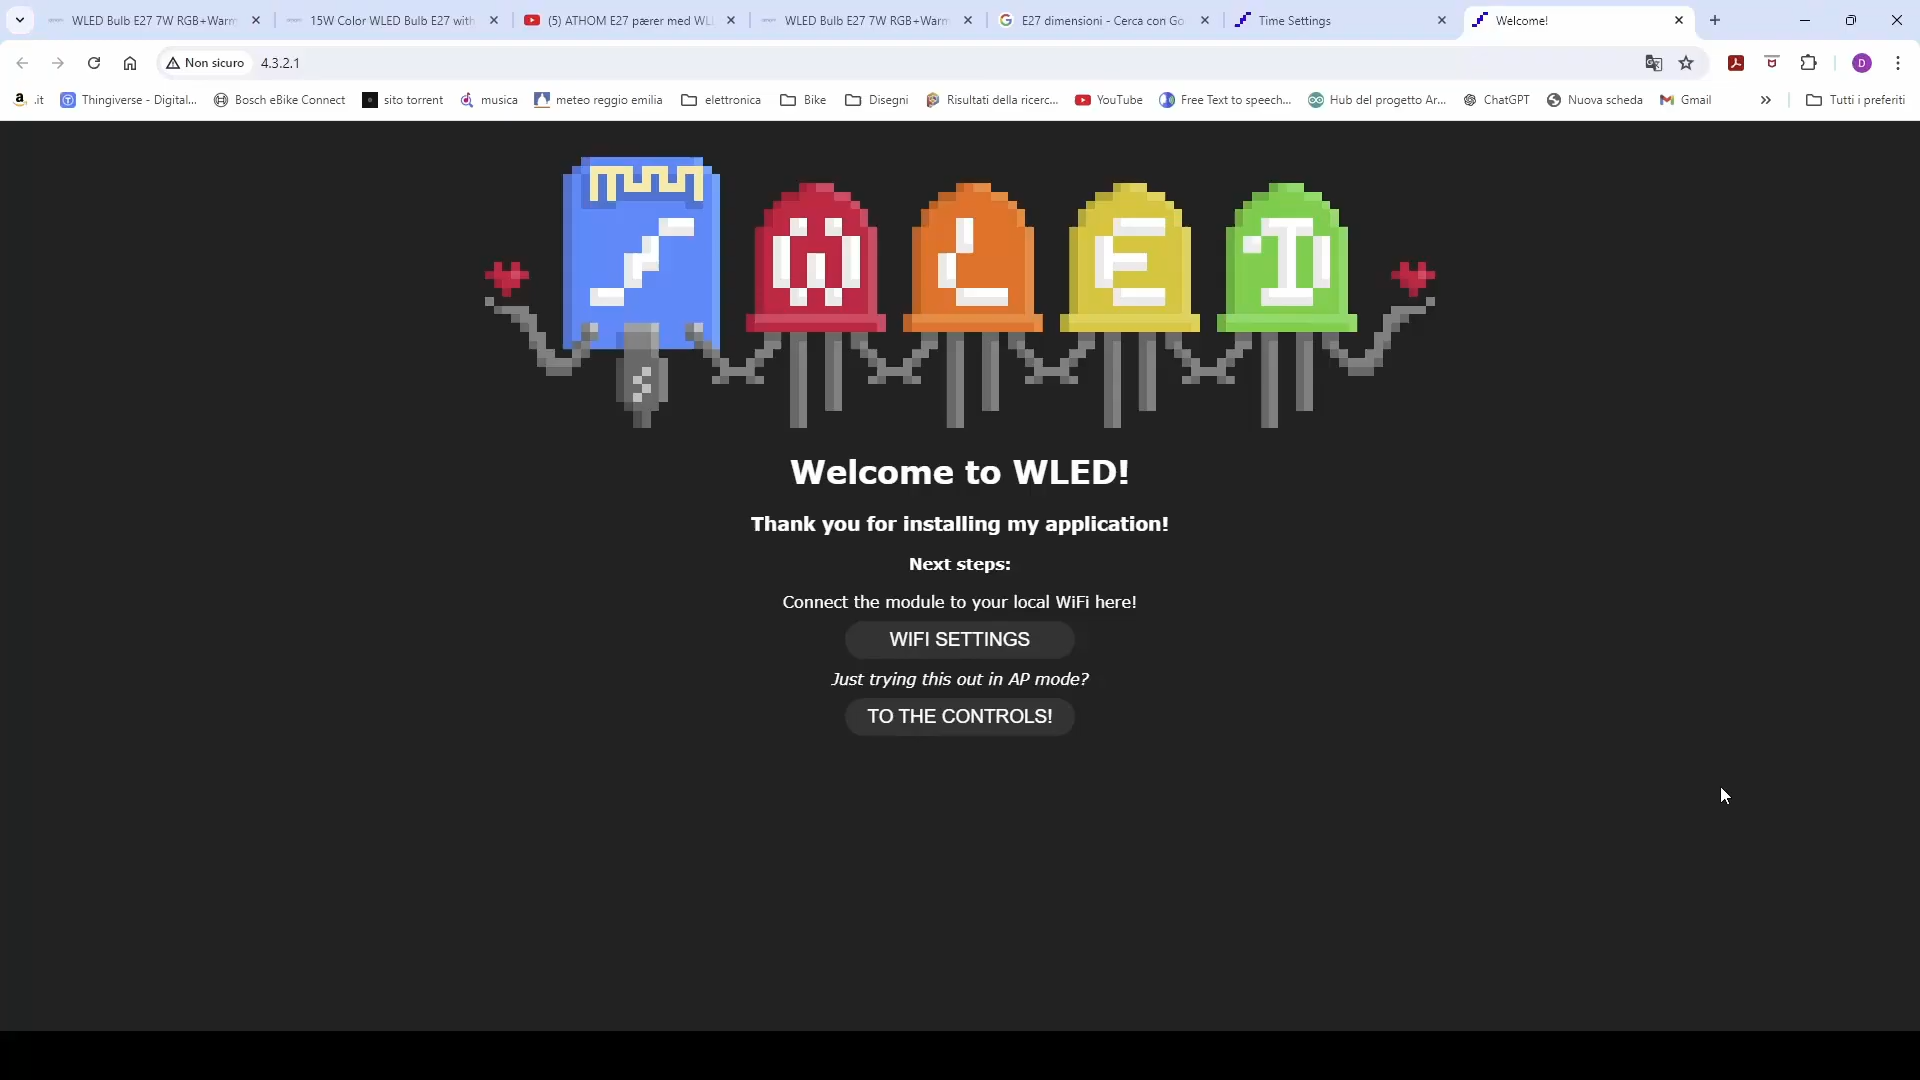 WLED Bulb E27 7W RGB+Warm
15W Color WLED Bulb E27 with
(5) ATHOM E27 pærer med WL
WLED Bulb E27 7W RGB+Warm
E27 dimensioni - Cerca con Go
Time Settings
Welcome!
Non sicuro
4.3.2.1
D
.it
Thingiverse - Digital...
Bosch eBike Connect
sito torrent
musica
meteo reggio emilia
elettronica
Bike
Disegni
Risultati della ricerc...
YouTube
Free Text to speech...
Hub del progetto Ar...
ChatGPT
Nuova scheda
Gmail
Tutti i preferiti
WLED
Welcome to WLED!
Thank you for installing my application!
Next steps:
Connect the module to your local WiFi here!
WIFI SETTINGS
Just trying this out in AP mode?
TO THE CONTROLS!